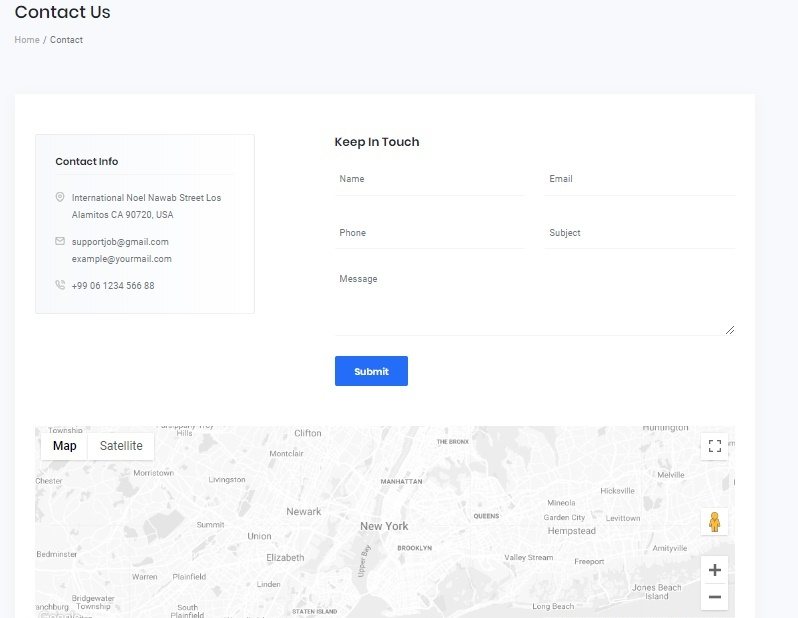 Contact Us
Home / Contact
Contact Info
International Noel Nawab Street Los
Alamitos CA 90720, USA
supportjob@gmail.com
example@yourmail.com
+99 06 1234 566 88
Keep In Touch
Name
Email
Phone
Subject
Message
Submit
Map
Satellite
Township
Hills
Clifton
Montclair
THE BRONX
Huntington
Chester
Morristown
Livingston
MANHATTAN
Melville
Hicksville
Newark
Mineola
Summit
New York
QUEENS
Garden City
Levittown
Union
Hempstead
Bedminster
Elizabeth
Upper Bay
BROOKLYN
Valley Stream
Freeport
Amityville
Warren
Plainfield
Linden
Jones Beach
Island
Bridgewater
Township
South
Plainfield
STATEN ISLAND
Long Beach